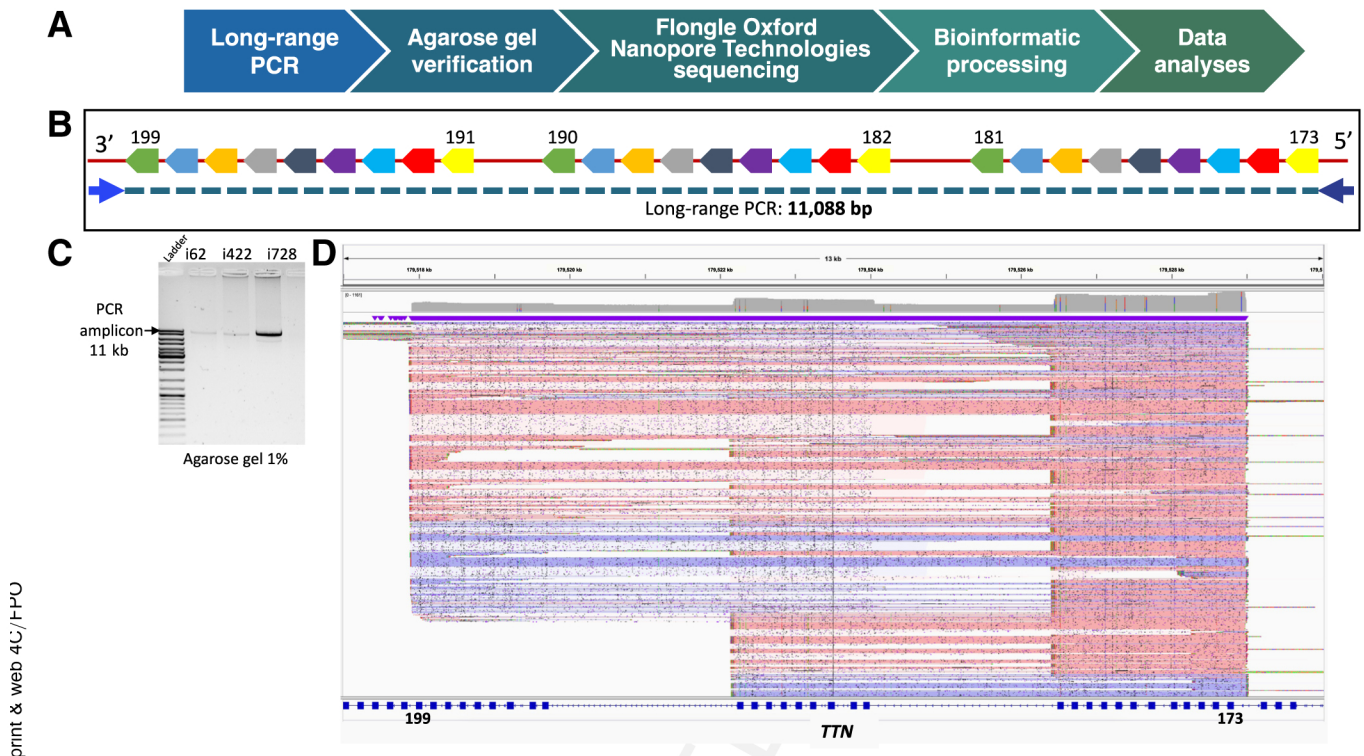 A
Long-range
PCR
Agarose gel
verification
Flongle Oxford
Nanopore Technologies
sequencing
Bioinformatic
processing
Data
analyses
B
3’ 199 191 190 182 181 173 5’
Long-range PCR: 11,088 bp
C
Ladder i62 i422 i728
PCR
amplicon
11 kb
Agarose gel 1%
D
13 kb
179,518 kb 179,520 kb 179,522 kb 179,524 kb 179,526 kb 179,528 kb 179,5
199 173
TTN
print & web 4C/FPO